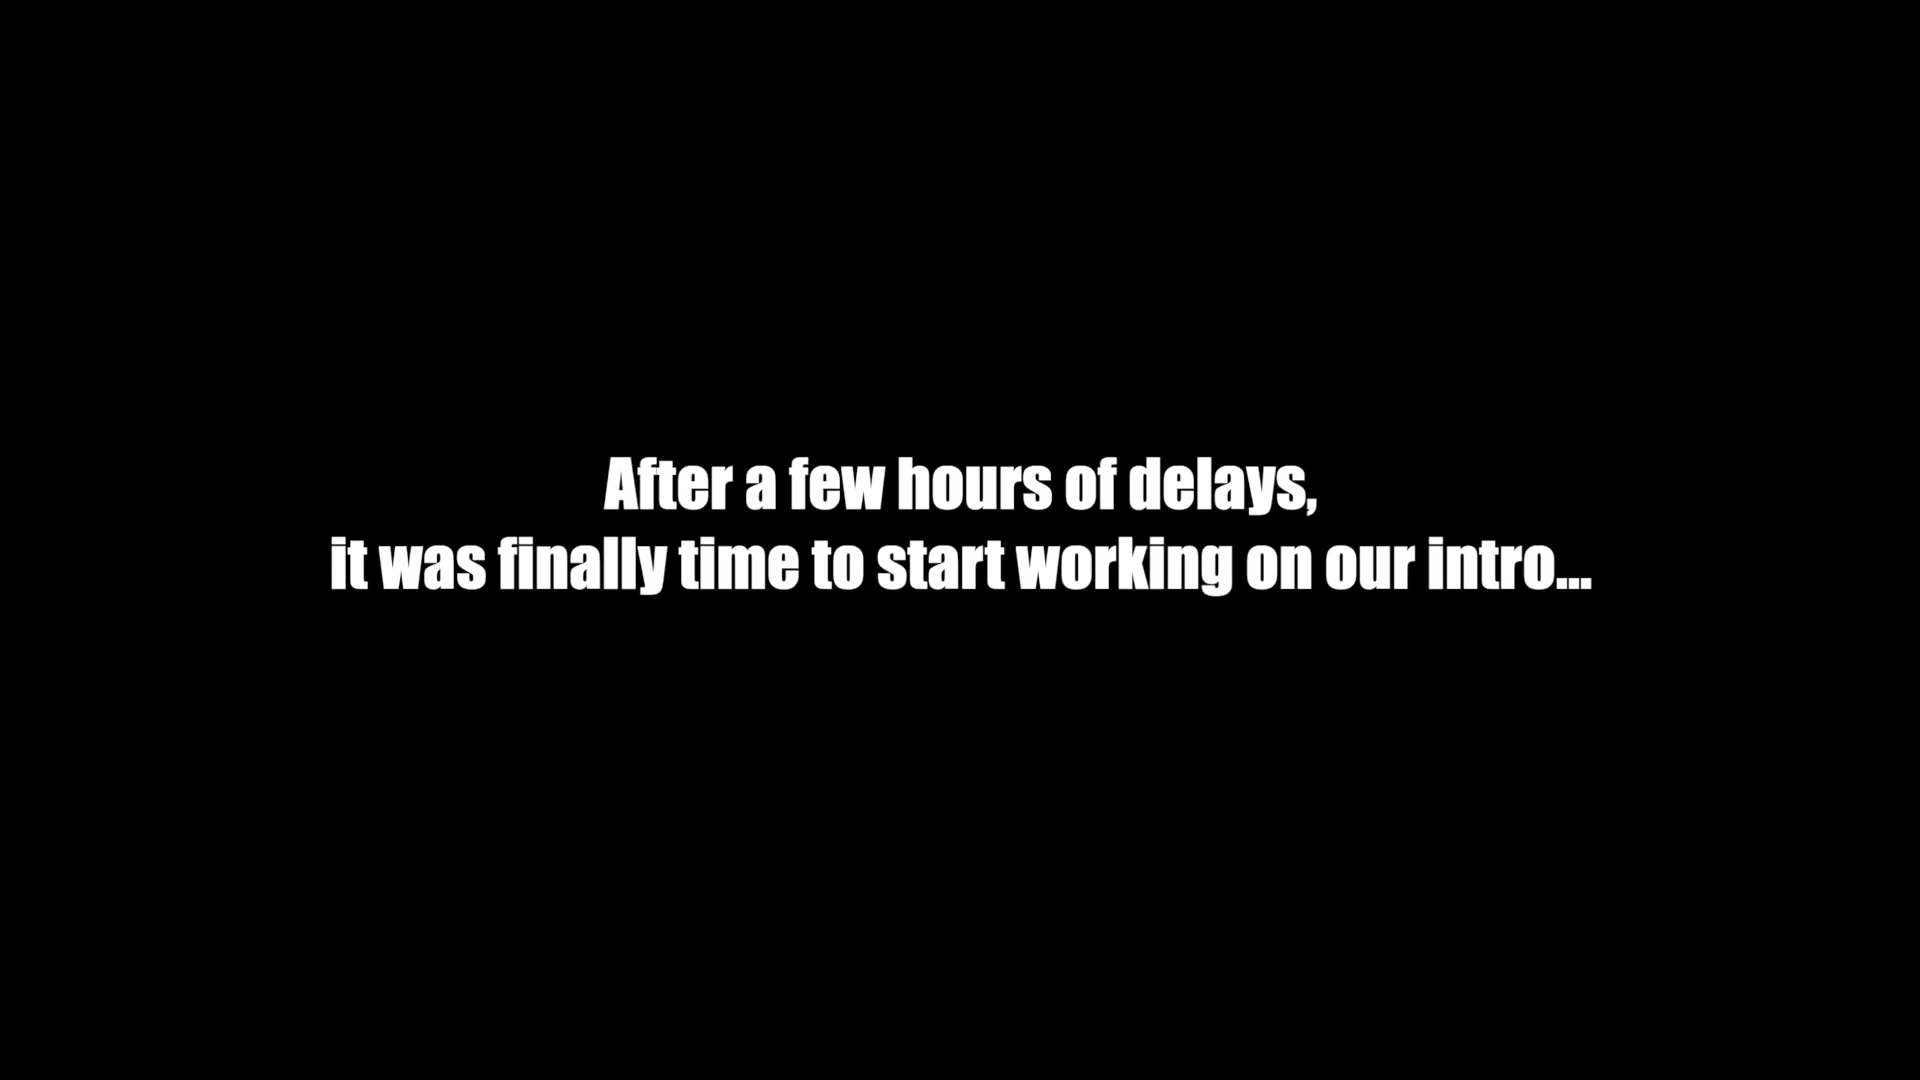 After a few hours of delays,
it was finally time to start working on our intro...